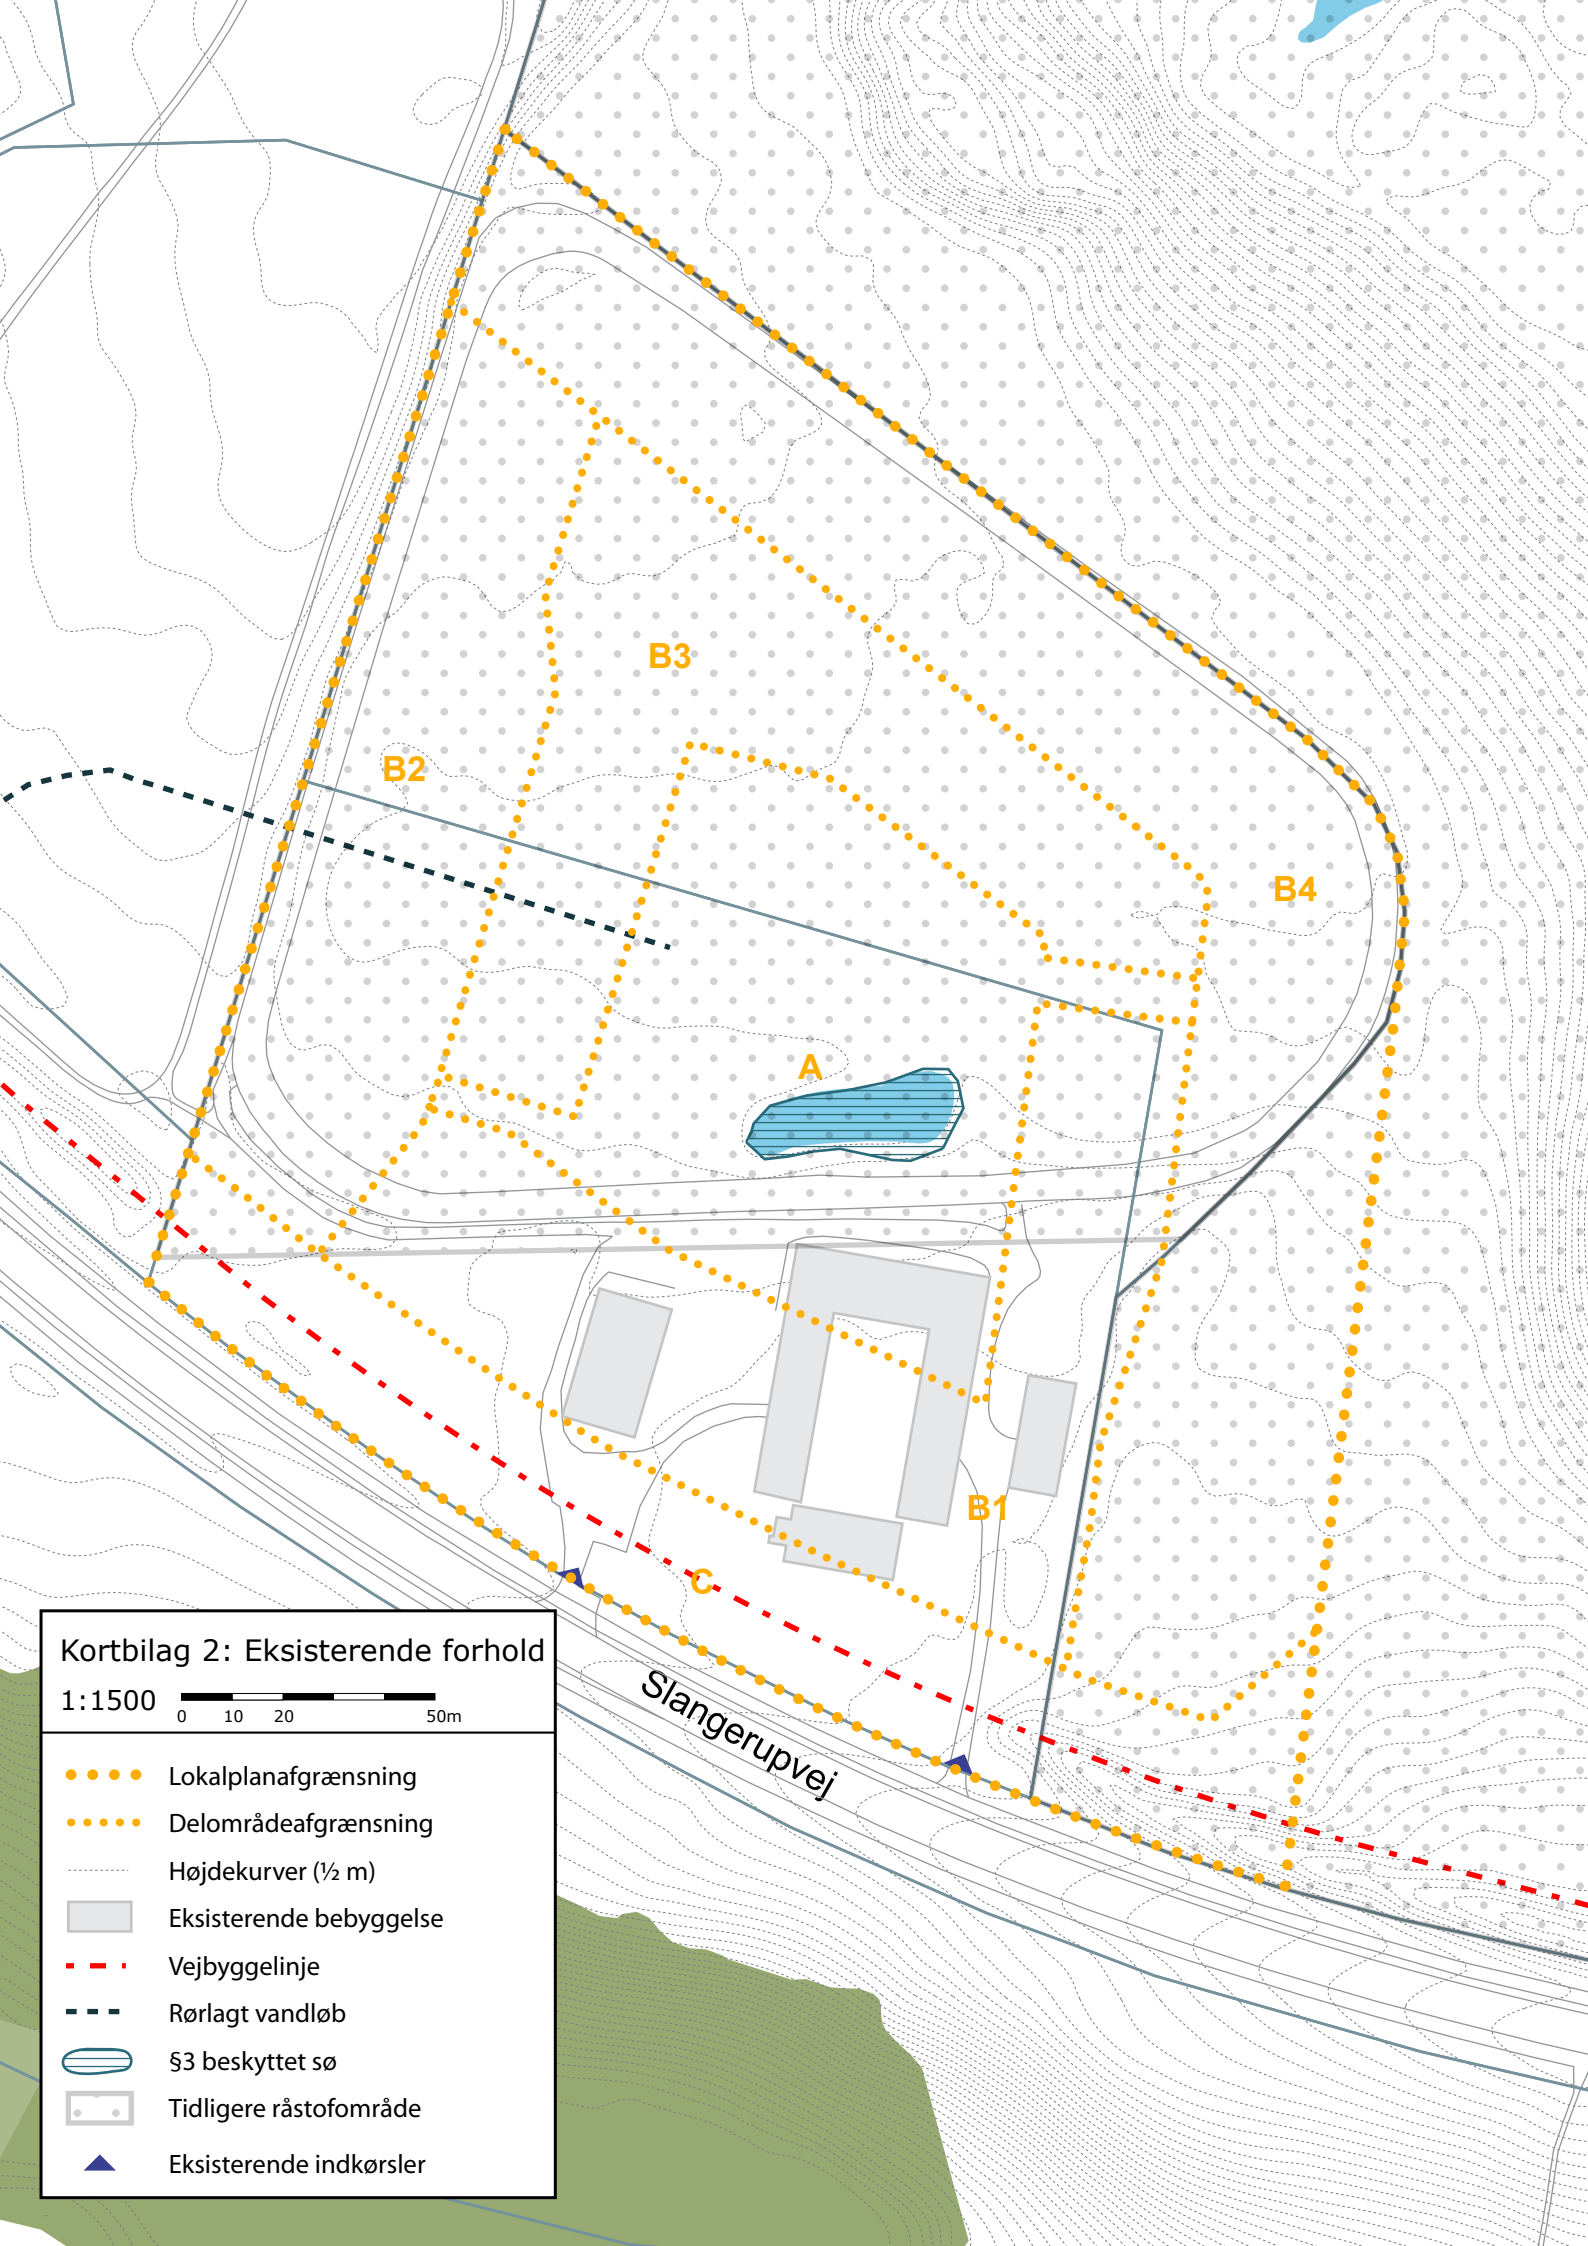 B3
B2
B4
A
B1
C
Slangerupvej
Kortbilag 2: Eksisterende forhold
1:1500
0 10 20 50m
Lokalplanafgrænsning
Delområdeafgrænsning
Højdekurver (½ m)
Eksisterende bebyggelse
Vejbyggelinje
Rørlagt vandløb
§3 beskyttet sø
Tidligere råstofområde
Eksisterende indkørsler